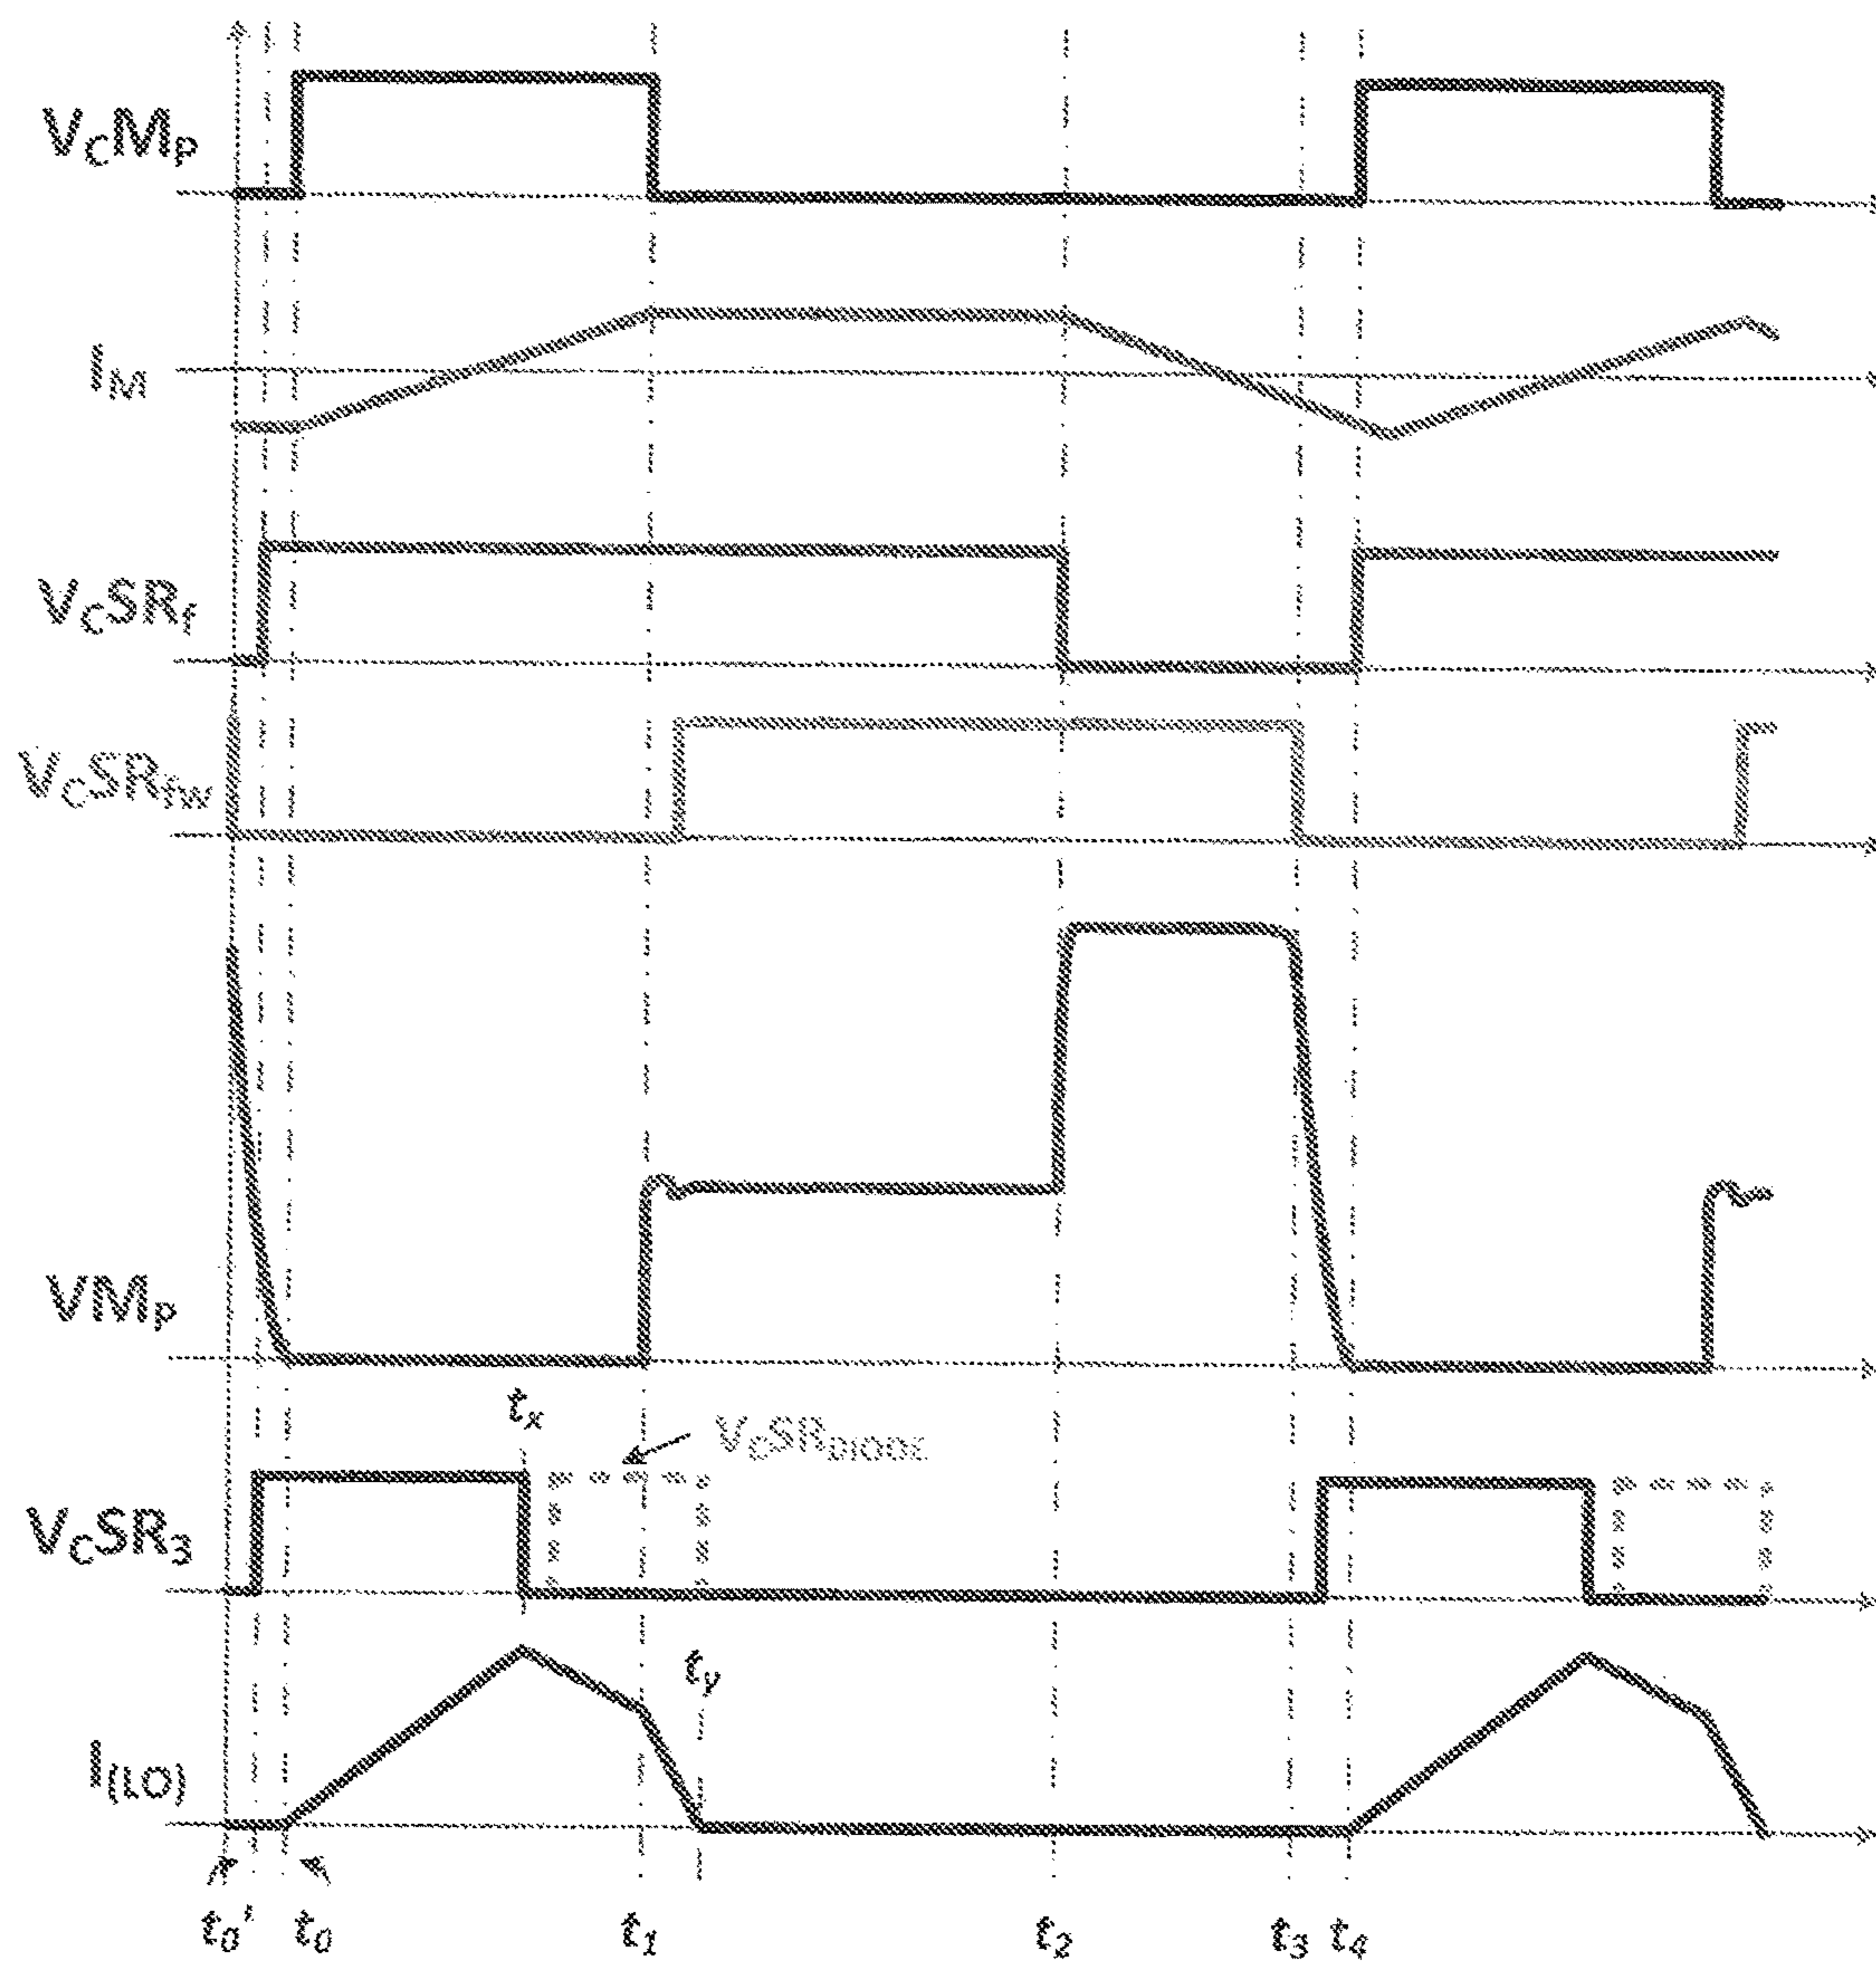 VCMP
IM
VCSRf
VCSRfw
VMP
tx
VCSRDIODE
VCSR3
ty
I(LO)
t0' t0 t1 t2 t3 t4